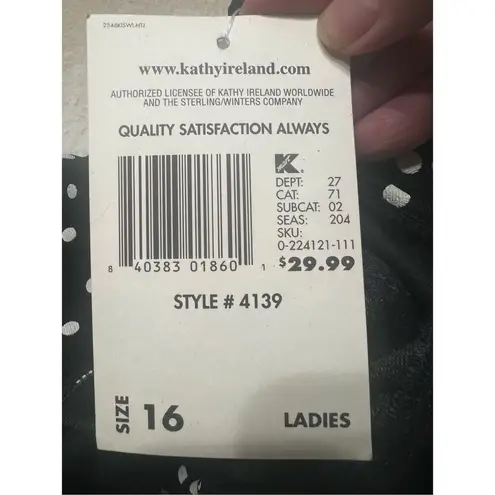 www.kathyireland.com
AUTHORIZED LICENSEE OF KATHY IRELAND WORLDWIDE
AND THE STERLING/WINTERS COMPANY
QUALITY SATISFACTION ALWAYS
K
DEPT: 27
CAT: 71
SUBCAT: 02
SEAS: 204
SKU:
0-224121-111
$29.99
8 40383 01860 1
STYLE # 4139
SIZE 16
LADIES